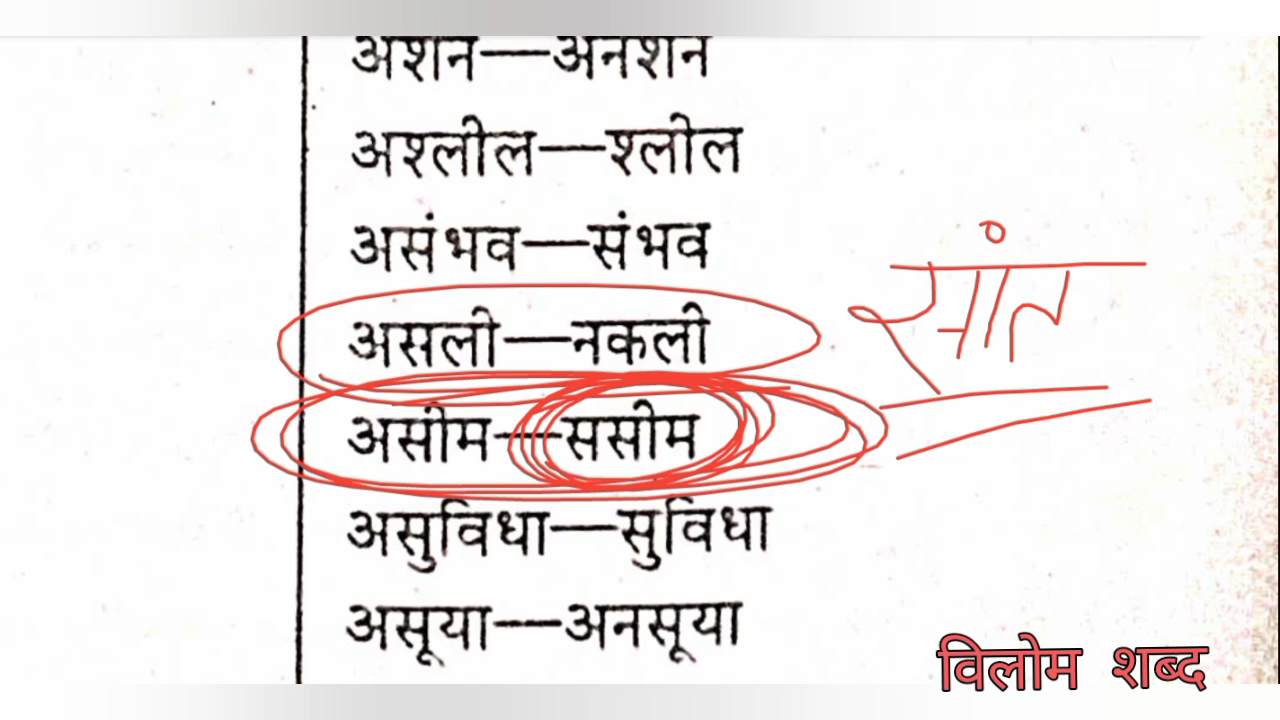 अशन—अनशन
अश्लील—श्लील
असंभव—संभव
असली—नकली
सांत
असीम—ससीम
असुविधा—सुविधा
असूया—अनसूया
विलोम शब्द